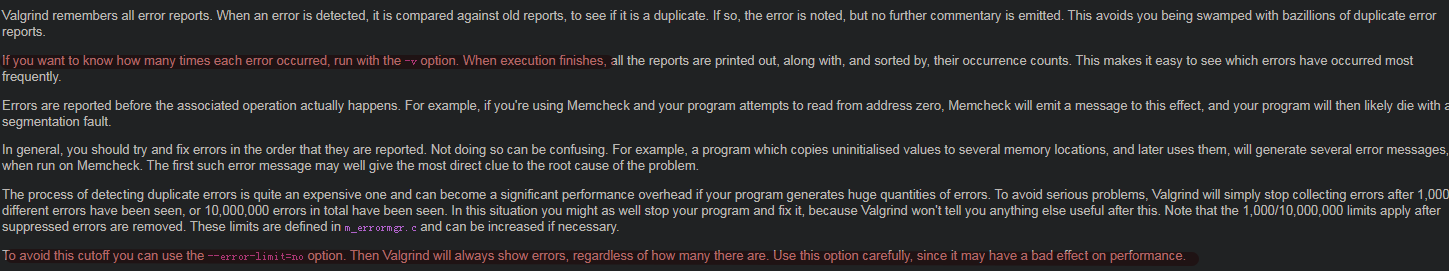 Valgrind remembers all error reports. When an error is detected, it is compared against old reports, to see if it is a duplicate. If so, the error is noted, but no further commentary is emitted. This avoids you being swamped with bazillions of duplicate error
reports.
If you want to know how many times each error occurred, run with the -v option. When execution finishes, all the reports are printed out, along with, and sorted by, their occurrence counts. This makes it easy to see which errors have occurred most
frequently.
Errors are reported before the associated operation actually happens. For example, if you're using Memcheck and your program attempts to read from address zero, Memcheck will emit a message to this effect, and your program will then likely die with a
segmentation fault.
In general, you should try and fix errors in the order that they are reported. Not doing so can be confusing. For example, a program which copies uninitialised values to several memory locations, and later uses them, will generate several error messages,
when run on Memcheck. The first such error message may well give the most direct clue to the root cause of the problem.
The process of detecting duplicate errors is quite an expensive one and can become a significant performance overhead if your program generates huge quantities of errors. To avoid serious problems, Valgrind will simply stop collecting errors after 1,000
different errors have been seen, or 10,000,000 errors in total have been seen. In this situation you might as well stop your program and fix it, because Valgrind won't tell you anything else useful after this. Note that the 1,000/10,000,000 limits apply after
suppressed errors are removed. These limits are defined in m_errormgr.c and can be increased if necessary.
To avoid this cutoff you can use the --error-limit=no option. Then Valgrind will always show errors, regardless of how many there are. Use this option carefully, since it may have a bad effect on performance.